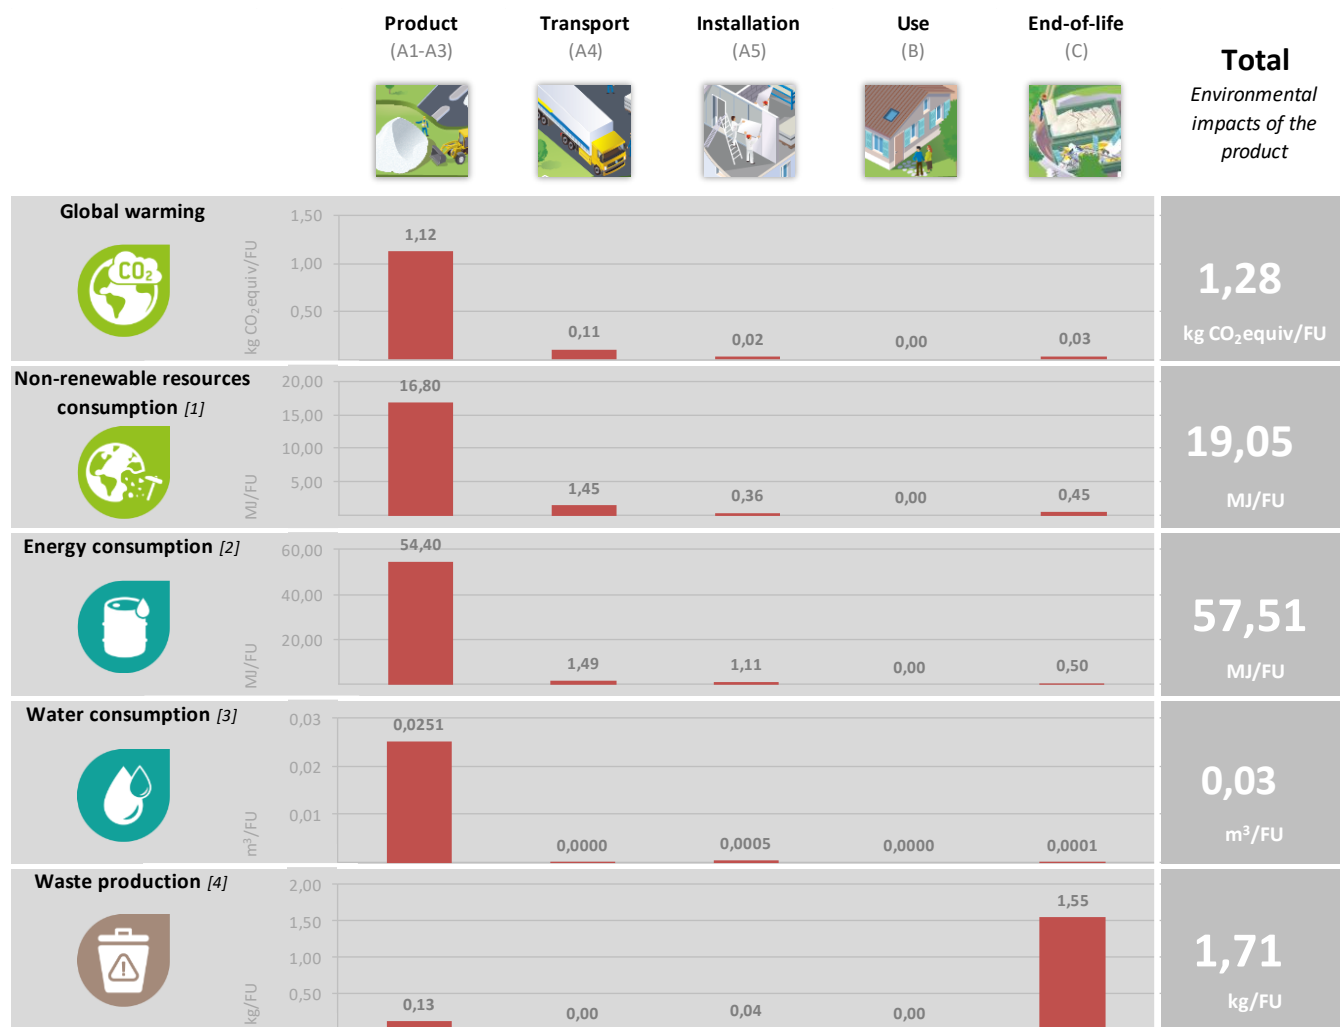 Product
(A1-A3)
Transport
(A4)
Installation
(A5)
Use
(B)
End-of-life
(C)
Total
Environmental
impacts of the
product
Global warming
CO2
kg CO₂equiv/FU
1,50
1,00
0,50
1,12
0,11
0,02
0,00
0,03
1,28
kg CO₂equiv/FU
Non-renewable resources
consumption [1]
MJ/FU
20,00
15,00
10,00
5,00
16,80
1,45
0,36
0,00
0,45
19,05
MJ/FU
Energy consumption [2]
MJ/FU
60,00
40,00
20,00
54,40
1,49
1,11
0,00
0,50
57,51
MJ/FU
Water consumption [3]
m³/FU
0,03
0,02
0,01
0,0251
0,0000
0,0005
0,0000
0,0001
0,03
m³/FU
Waste production [4]
kg/FU
2,00
1,50
1,00
0,50
0,13
0,00
0,04
0,00
1,55
1,71
kg/FU